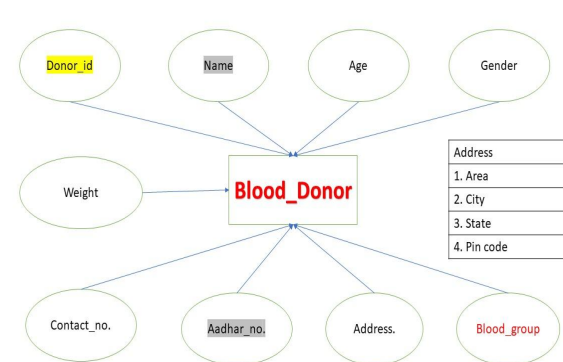 Donor_id
Name
Age
Gender
Address
1. Area
2. City
3. State
4. Pin code
Weight
Blood_Donor
Contact_no.
Aadhar_no.
Address.
Blood_group